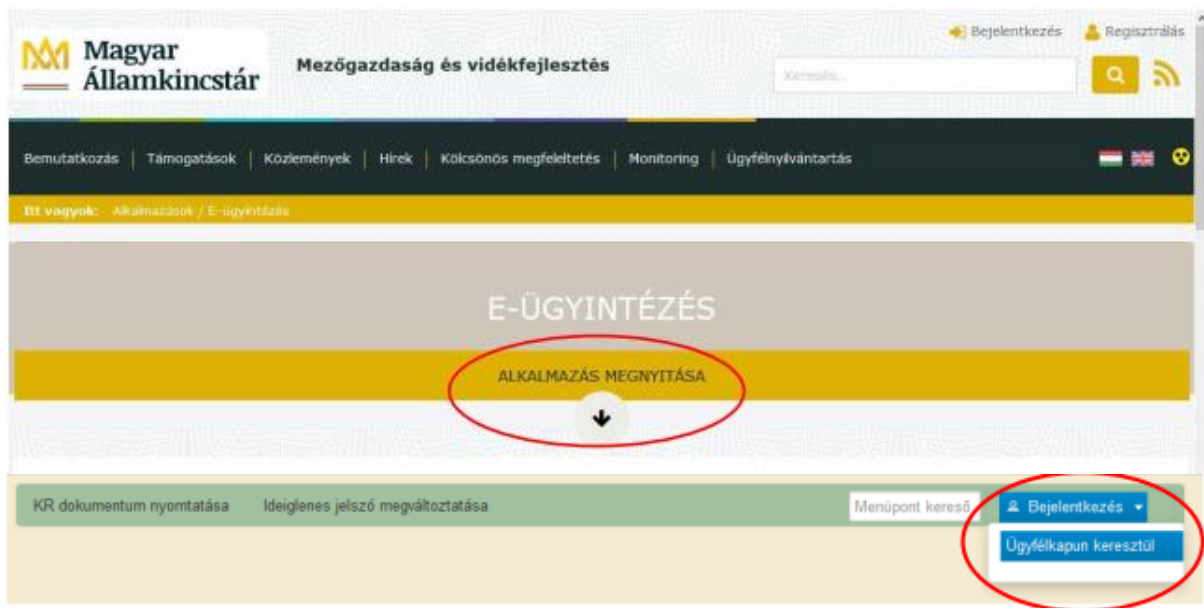 Bejelentkezés Regisztrálás
Magyar
Államkincstár
Mezőgazdaság és vidékfejlesztés
Keresés...
Bemutatkozás | Támogatások | Közlemények | Hírek | Kölcsönös megfeleltetés | Monitoring | Ügyfélnyilvántartás
Itt vagyok: Alkalmazások / E-ügyintézés
E-ÜGYINTÉZÉS
ALKALMAZÁS MEGNYITÁSA
KR dokumentum nyomtatása Ideiglenes jelszó megváltoztatása Menüpont kereső Bejelentkezés
Ügyfélkapun keresztül